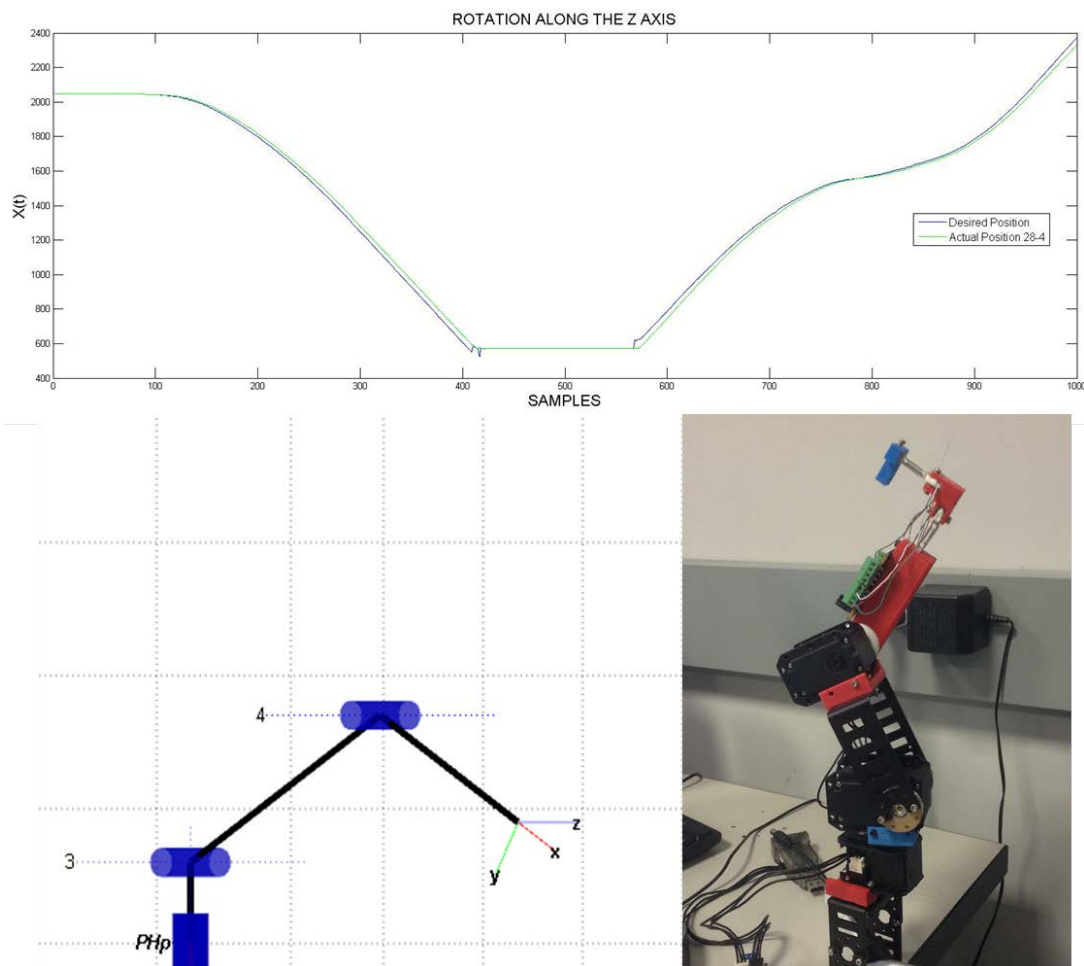 ROTATION ALONG THE Z AXIS
2400
2200
2000
1800
1600
1400
1200
1000
800
600
400
X(t)
0 100 200 300 400 500 600 700 800 900 1000
SAMPLES
Desired Position
Actual Position 28-4
4
3
z
x
y
PHp